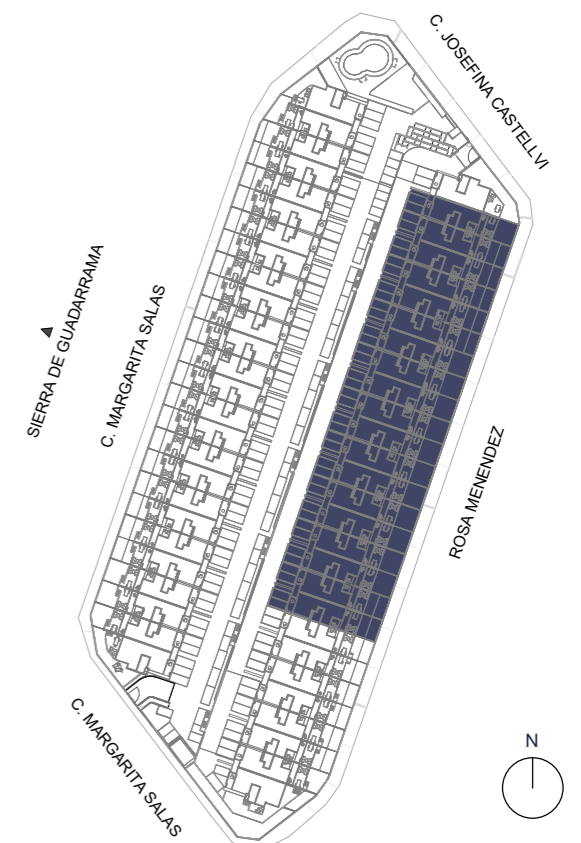 C. JOSEFINA CASTELLVI
SIERRA DE GUADARRAMA
C. MARGARITA SALAS
ROSA MENENDEZ
C. MARGARITA SALAS
N